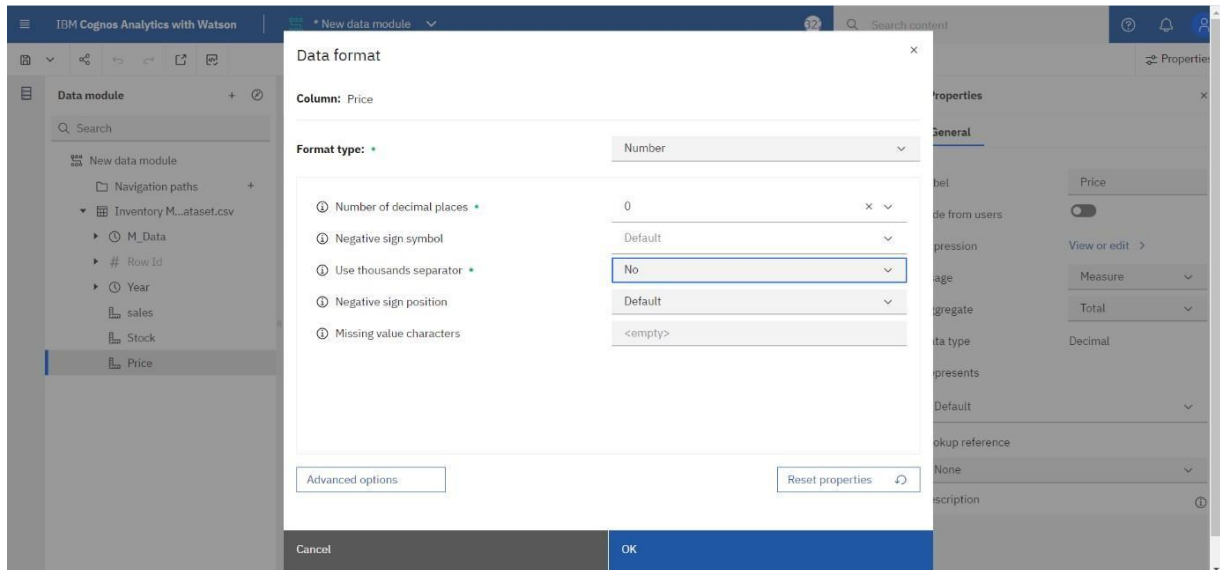 IBM Cognos Analytics with Watson
* New data module
32
Search content
Properties
Data module
Search
New data module
Navigation paths
Inventory M...ataset.csv
M_Data
# Row Id
Year
sales
Stock
Price
Data format
Column: Price
Format type:
Number
Number of decimal places
0
Negative sign symbol
Default
Use thousands separator
No
Negative sign position
Default
Missing value characters
<empty>
Advanced options
Reset properties
Cancel
OK
Properties
General
bel
Price
de from users
pression
View or edit
age
Measure
gregate
Total
ta type
Decimal
presents
Default
okup reference
None
scription